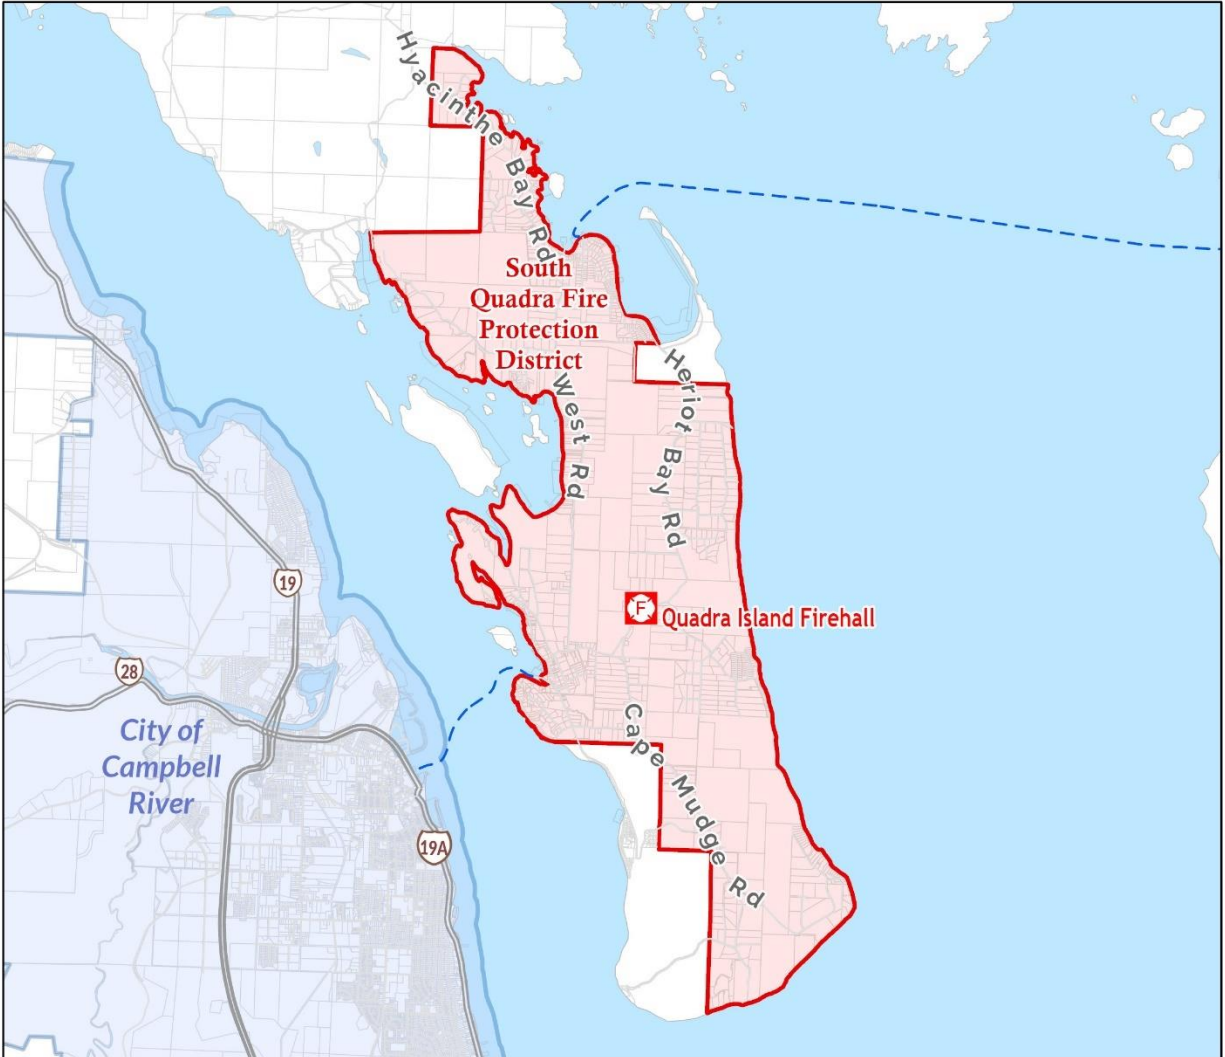 Hyacinthe Bay Rd
South
Quadra Fire
Protection
District
Heriot Bay Rd
West Rd
19
F
Quadra Island Firehall
28
City of
Campbell
River
Cape Mudge Rd
19A